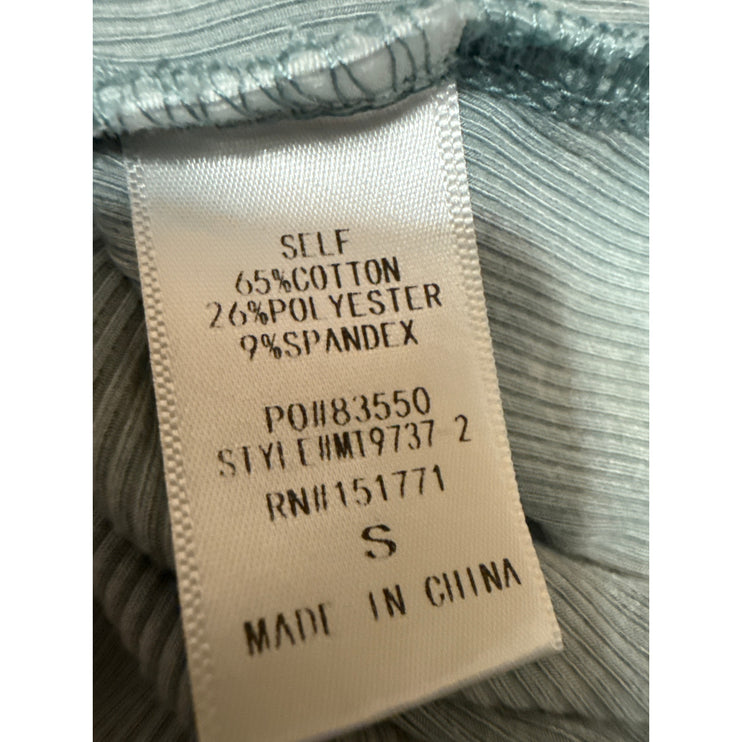 SELF
65%COTTON
26%POLYESTER
9%SPANDEX
PO#83550
STYLE#MT9737 2
RN#151771
S
MADE IN CHINA